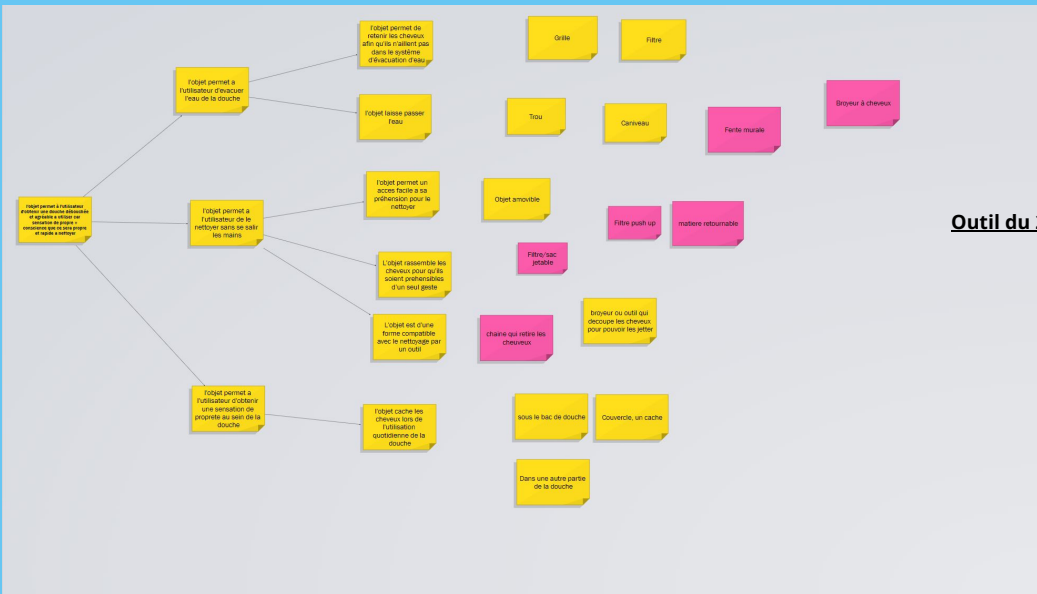 l'objet permet de
retenir les cheveux
afin qu'ils n'aillent pas
dans le système
d'évacuation d'eau
Grille
Filtre
l'objet permet a
l'utilisateur d'evacuer
l'eau de la douche
l'objet laisse passer
l'eau
Trou
Caniveau
Fente murale
Broyeur à cheveux
l'objet permet à l'utilisateur
d'obtenir une douche débouchée
et agréable a utiliser car
sensation de propre +
conscience que ce sera propre
et rapide a nettoyer
l'objet permet a
l'utilisateur de le
nettoyer sans se salir
les mains
l'objet permet un
acces facile a sa
préhension pour le
nettoyer
Objet amovible
Filtre push up
matiere retournable
Outil du
L'objet rassemble les
cheveux pour qu'ils
soient prehensibles
d'un seul geste
Filtre/sac
jetable
L'objet est d'une
forme compatible
avec le nettoyage par
un outil
chaine qui retire les
cheuveux
broyeur ou outil qui
decoupe les cheveux
pour pouvoir les jetter
l'objet permet a
l'utilisateur d'obtenir
une sensation de
proprete au sein de la
douche
l'objet cache les
cheveux lors de
l'utilisation
quotidienne de la
douche
sous le bac de douche
Couvercle, un cache
Dans une autre partie
de la douche